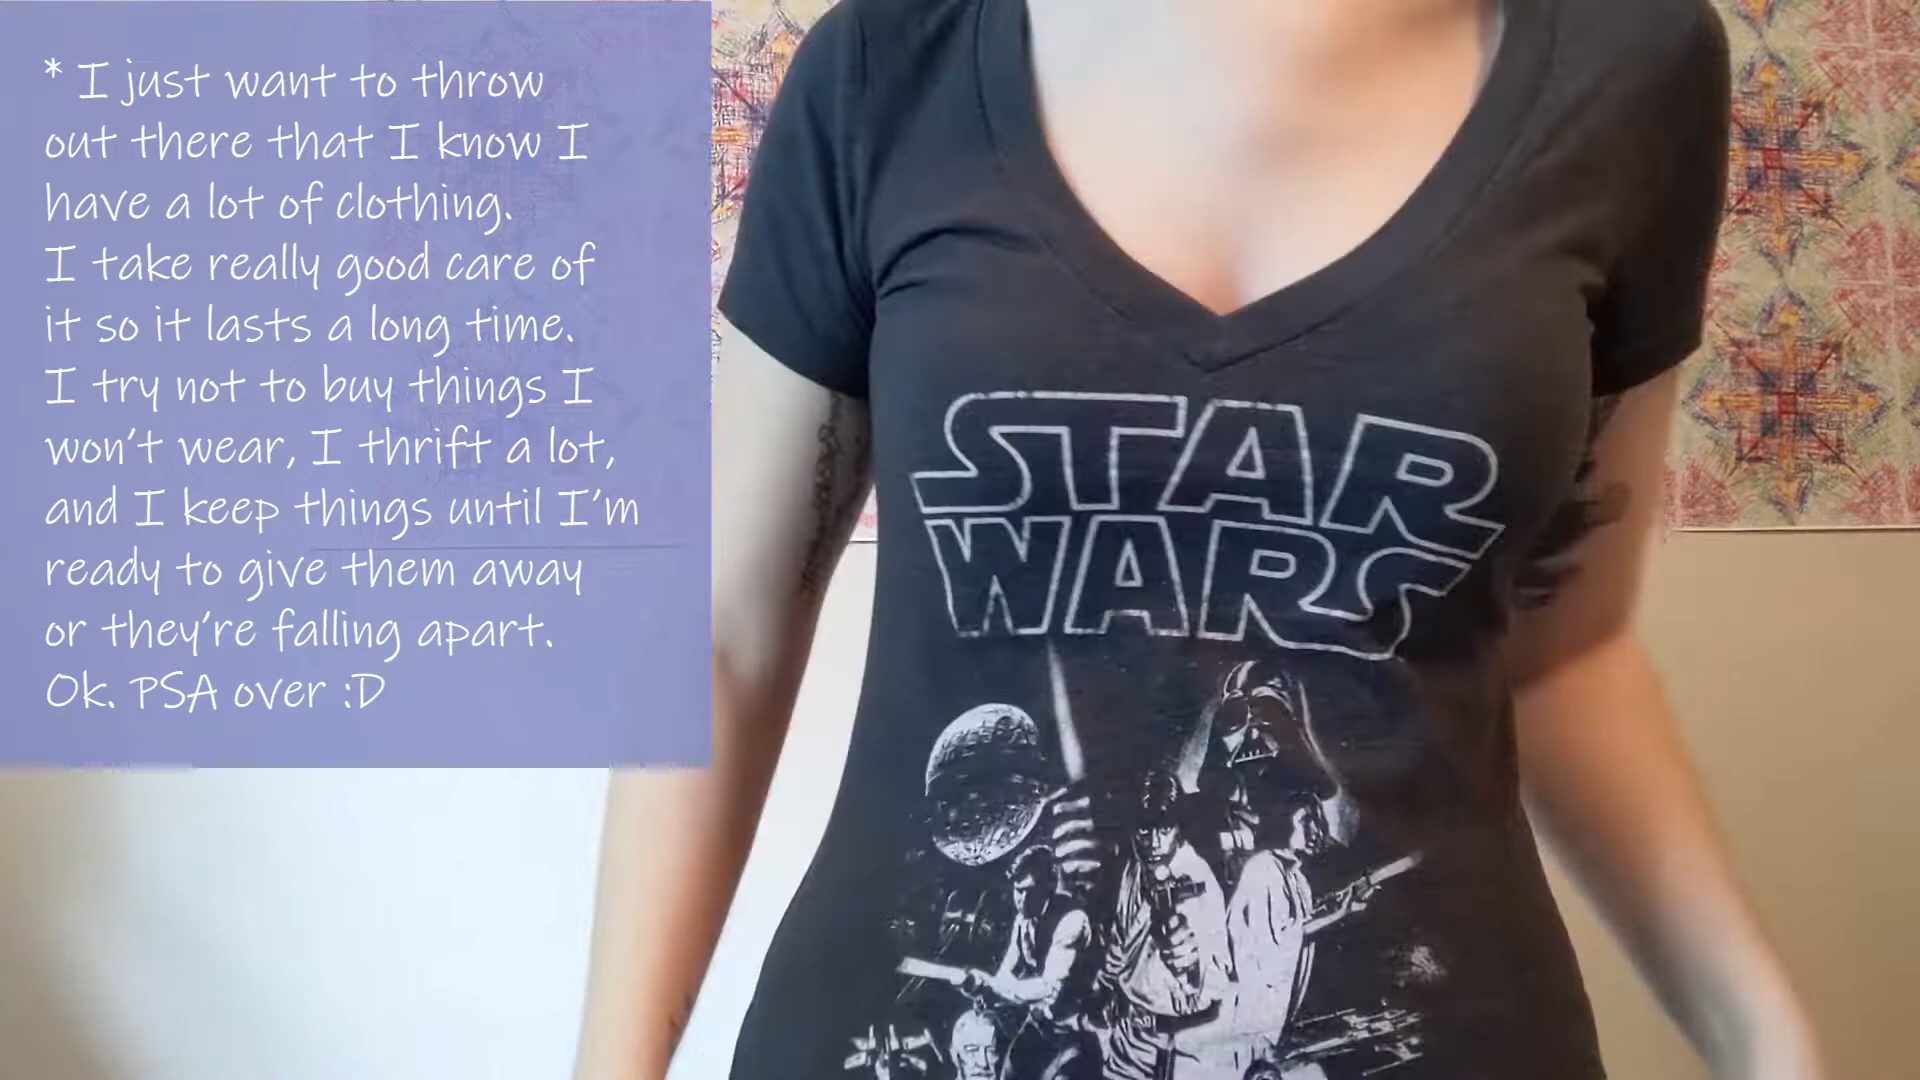 * I just want to throw
out there that I know I
have a lot of clothing.
I take really good care of
it so it lasts a long time.
I try not to buy things I
won't wear, I thrift a lot,
and I keep things until I'm
ready to give them away
or they're falling apart.
Ok. PSA over :D
STAR
WARS